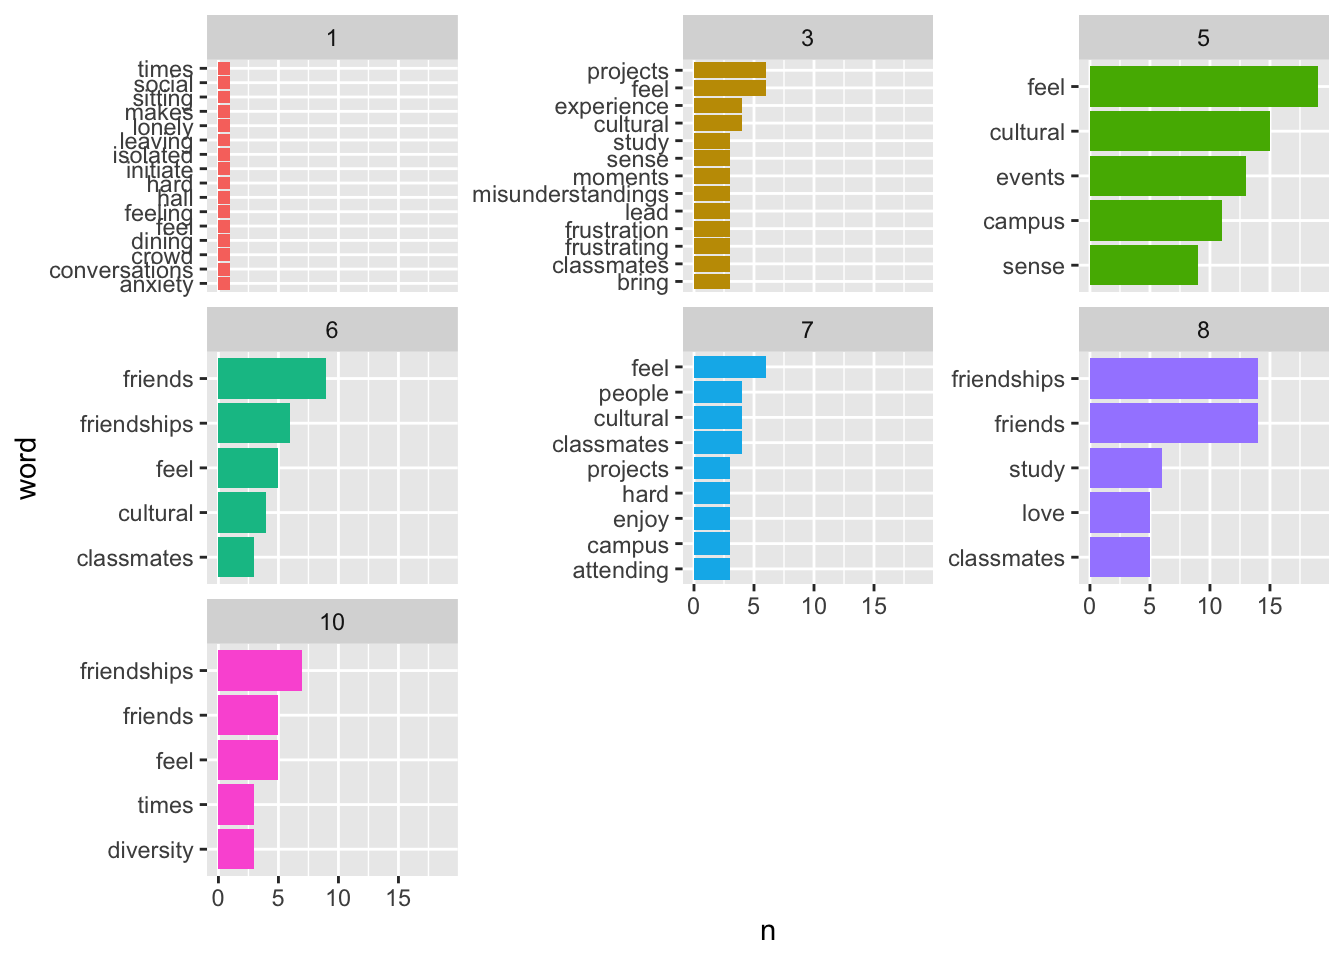 1
times
social
sitting
makes
lonely
leaving
isolated
initiate
hard
hall
feeling
feel
dining
crowd
conversations
anxiety
3
projects
feel
experience
cultural
study
sense
moments
misunderstandings
lead
frustration
frustrating
classmates
bring
5
feel
cultural
events
campus
sense
6
friends
friendships
feel
cultural
classmates
7
feel
people
cultural
classmates
projects
hard
enjoy
campus
attending
0 5 10 15
8
friendships
friends
study
love
classmates
0 5 10 15
10
friendships
friends
feel
times
diversity
0 5 10 15
word
n